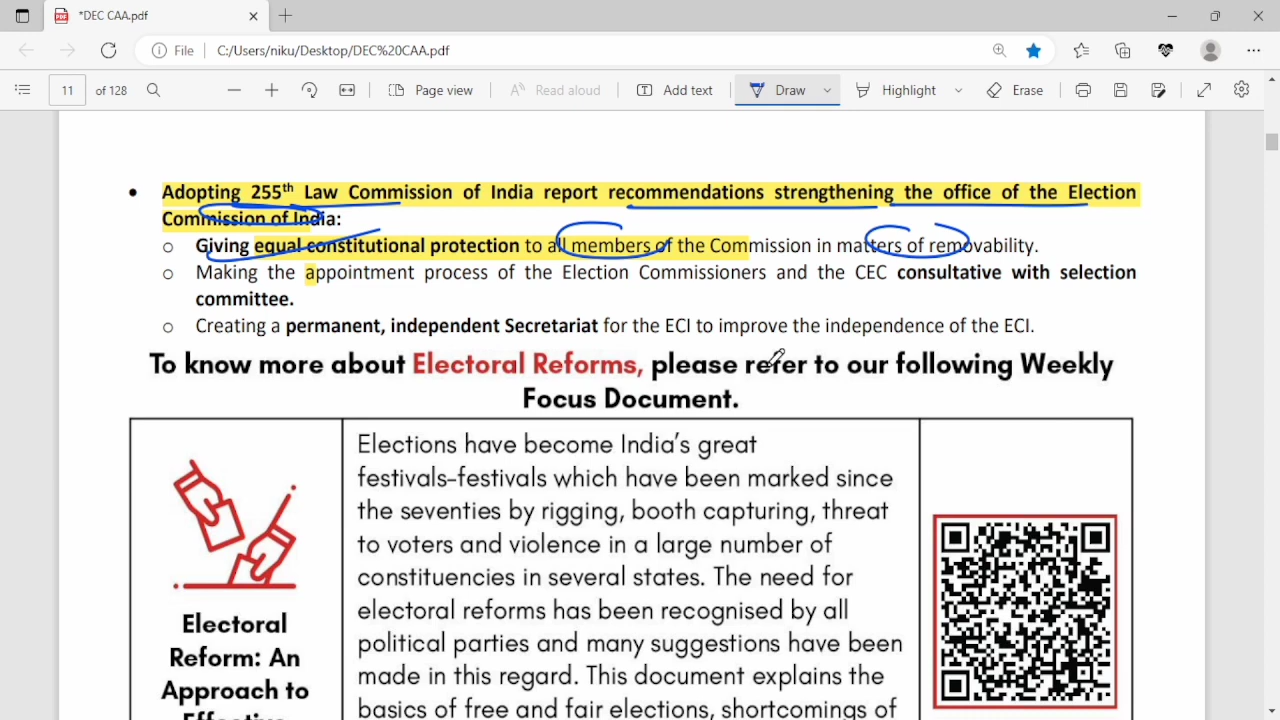 *DEC CAA.pdf
File C:/Users/niku/Desktop/DEC%20CAA.pdf
11 of 128 Page view Read aloud Add text Draw Highlight Erase
• Adopting 255th Law Commission of India report recommendations strengthening the office of the Election
Commission of India:
o Giving equal constitutional protection to all members of the Commission in matters of removability.
o Making the appointment process of the Election Commissioners and the CEC consultative with selection
committee.
o Creating a permanent, independent Secretariat for the ECI to improve the independence of the ECI.
To know more about Electoral Reforms, please refer to our following Weekly
Focus Document.
Electoral
Reform: An
Approach to
Effective
Elections have become India's great
festivals-festivals which have been marked since
the seventies by rigging, booth capturing, threat
to voters and violence in a large number of
constituencies in several states. The need for
electoral reforms has been recognised by all
political parties and many suggestions have been
made in this regard. This document explains the
basics of free and fair elections, shortcomings of